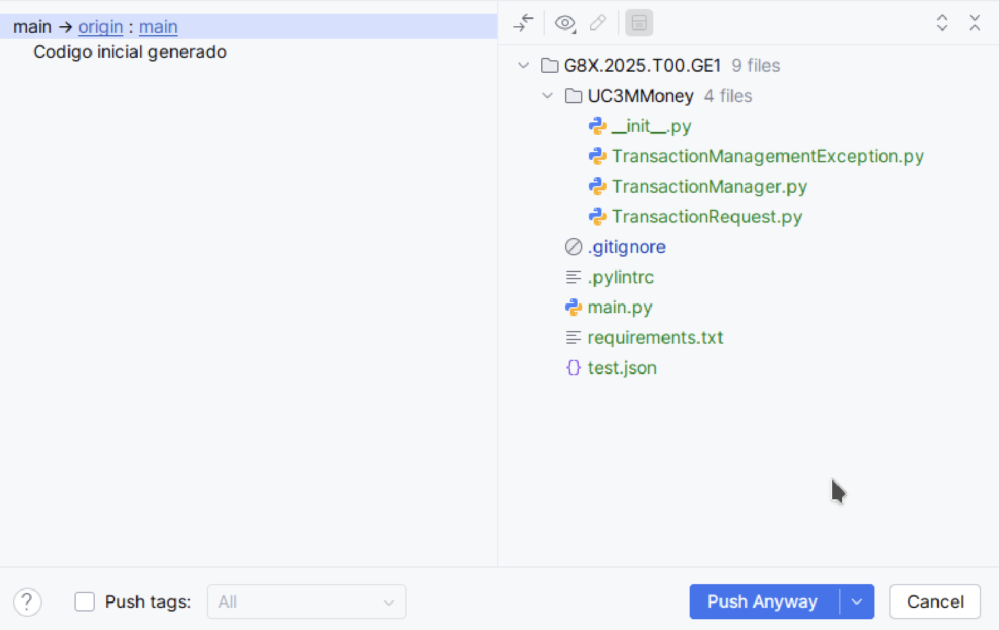 main → origin : main
Codigo inicial generado
G8X.2025.T00.GE1 9 files
UC3MMoney 4 files
__init__.py
TransactionManagementException.py
TransactionManager.py
TransactionRequest.py
.gitignore
.pylintrc
main.py
requirements.txt
{} test.json
? Push tags: All Push Anyway Cancel